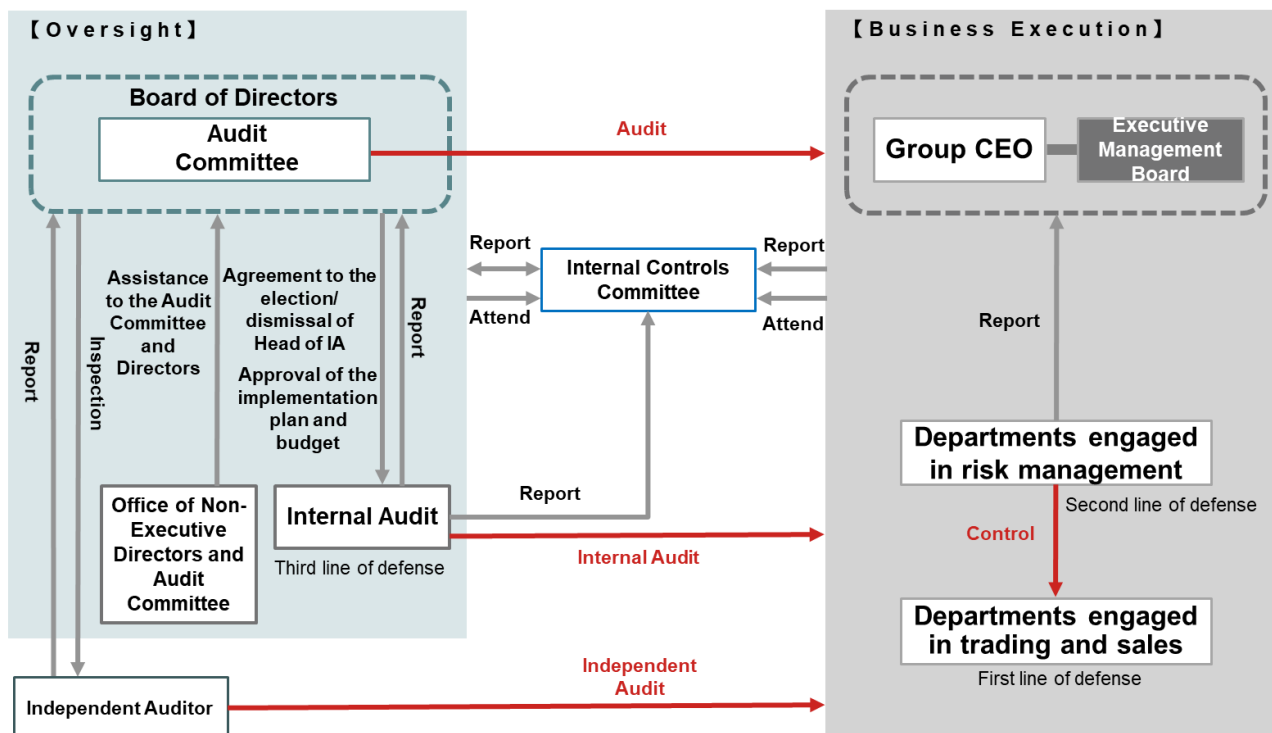 【Oversight】
Board of Directors
Audit
Committee
Audit
【Business Execution】
Group CEO
Executive
Management
Board
Report
Inspection
Assistance
to the Audit
Committee
and
Directors
Agreement to the
election/
dismissal of
Head of IA
Approval of the
implementation
plan and
budget
Report
Report
Attend
Internal Controls
Committee
Report
Attend
Report
Office of Non-
Executive
Directors and
Audit
Committee
Internal Audit
Third line of defense
Report
Internal Audit
Departments engaged
in risk management
Second line of defense
Control
Departments engaged
in trading and sales
First line of defense
Independent Auditor
Independent
Audit